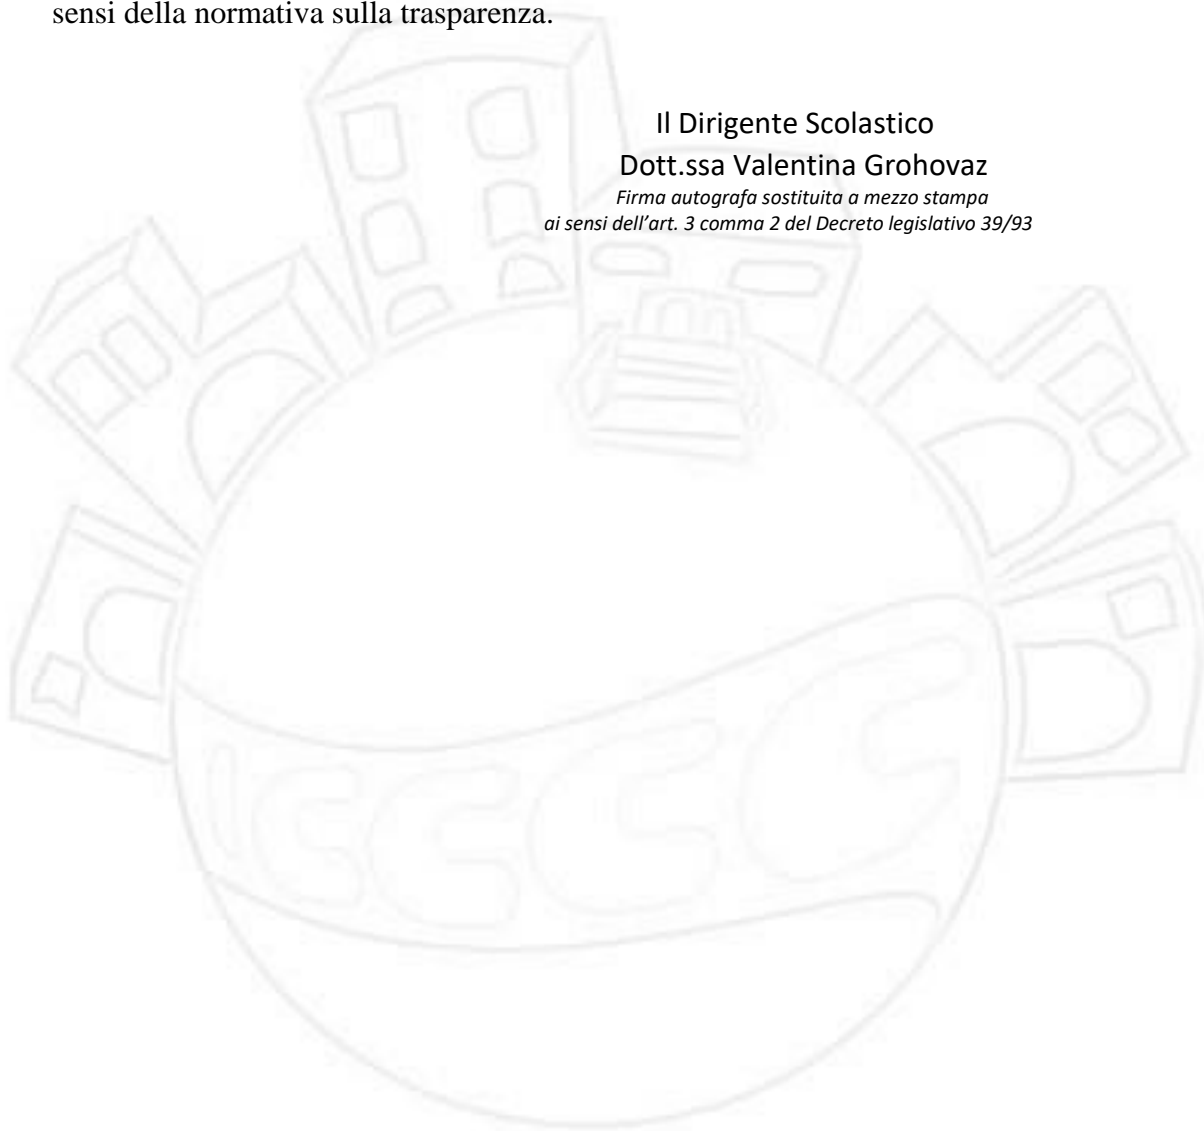 sensi della normativa sulla trasparenza.
Il Dirigente Scolastico
Dott.ssa Valentina Grohovaz
Firma autografa sostituita a mezzo stampa
ai sensi dell’art. 3 comma 2 del Decreto legislativo 39/93